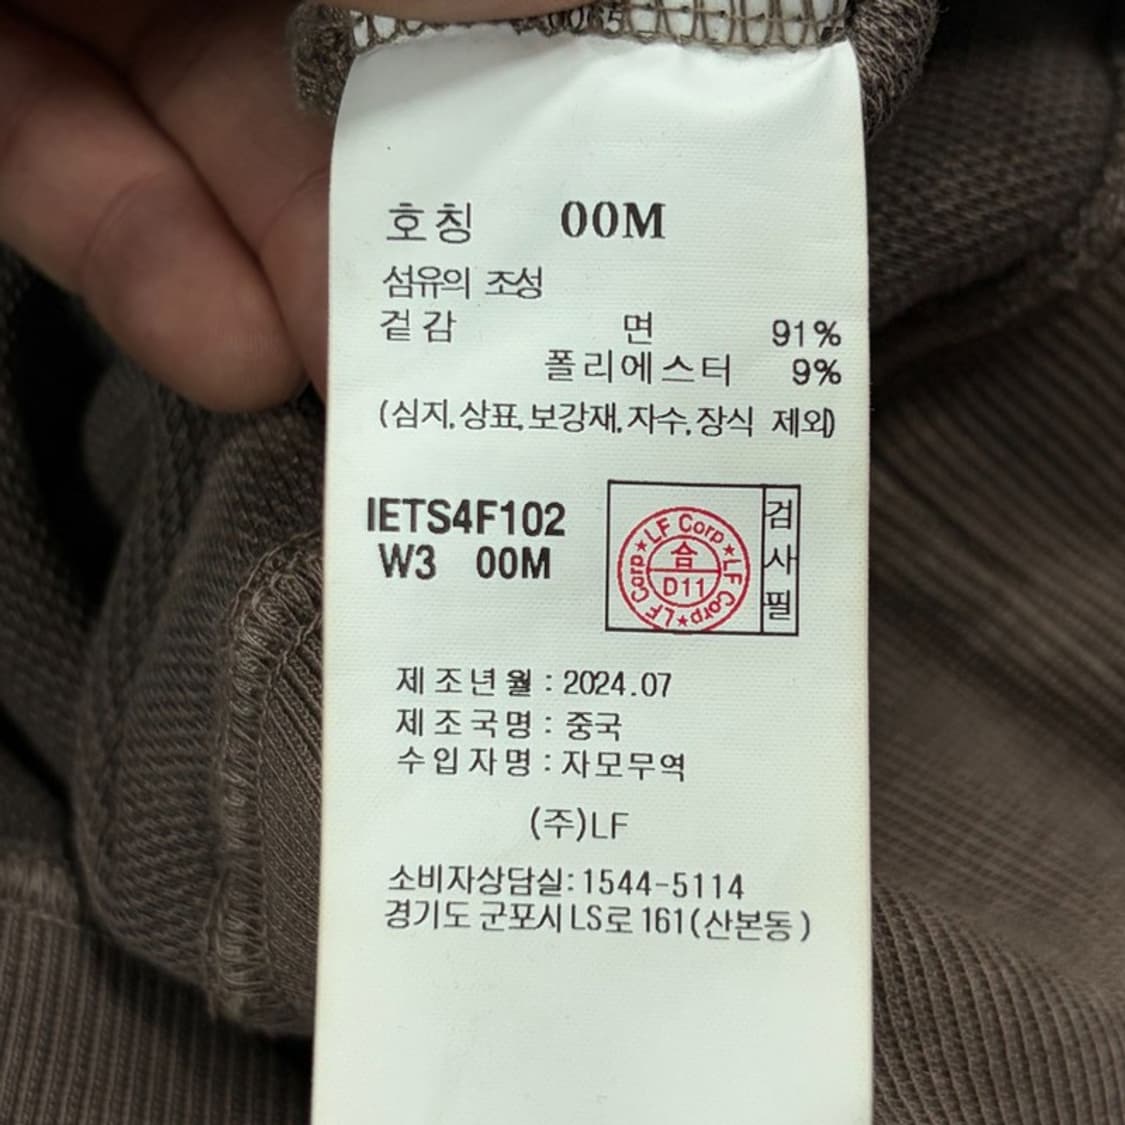 호칭 00M
섬유의 조성
겉감 면 91%
폴리에스터 9%
(심지,상표,보강재,자수,장식 제외)
IETS4F102
W3 00M
LF Corp★LF Corp★LF Corp★
合
D11
검사필
제조년월 : 2024.07
제조국명 : 중국
수입자명 : 자모무역
(주)LF
소비자상담실: 1544-5114
경기도 군포시 LS로 161(산본동)